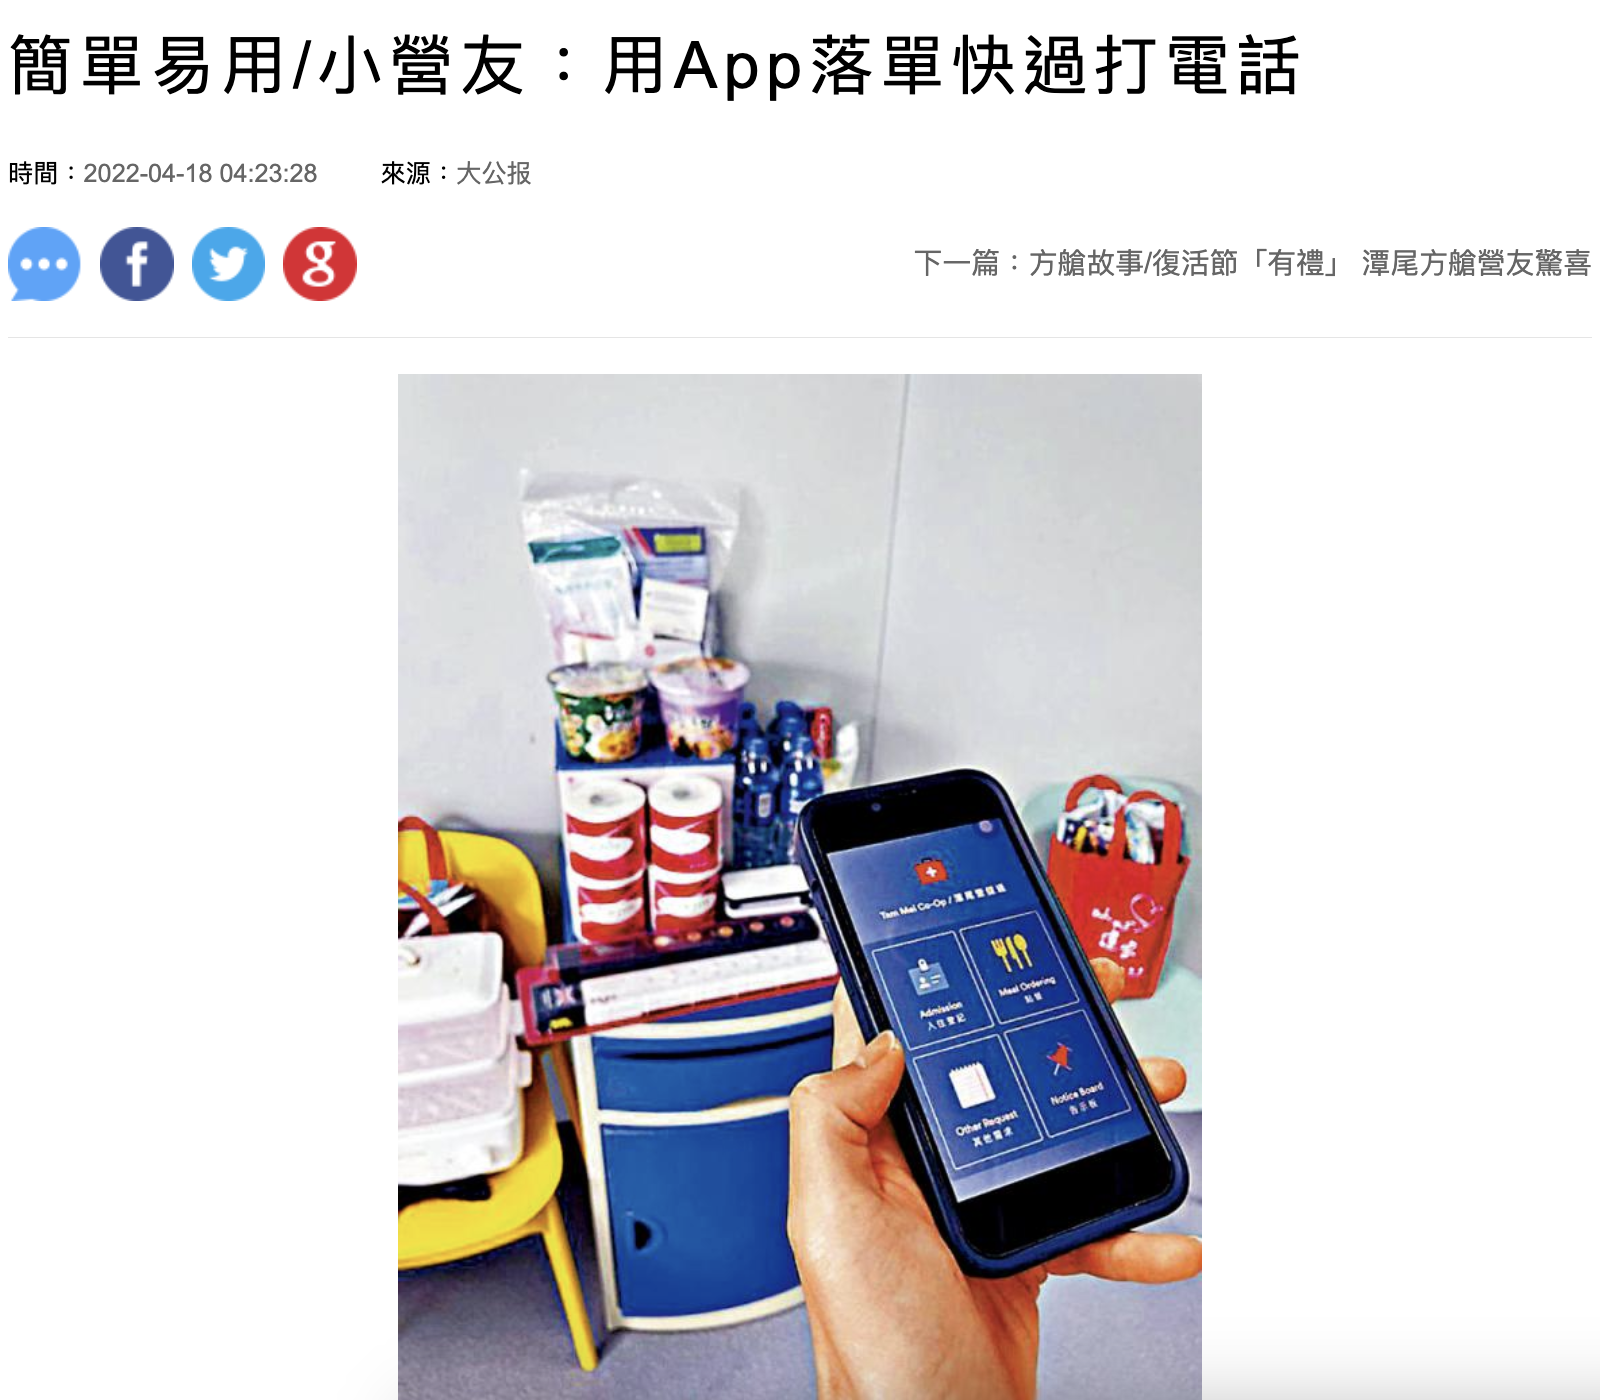 簡單易用/小營友：用App落單快過打電話
時間：2022-04-18 04:23:28 來源：大公报
下一篇：方艙故事/復活節「有禮」 潭尾方艙營友驚喜
Tam Mei Co-Op / 潭尾營
Admission
入住登記
Meal Ordering
點餐
Other Request
其他需求
Notice Board
告示板